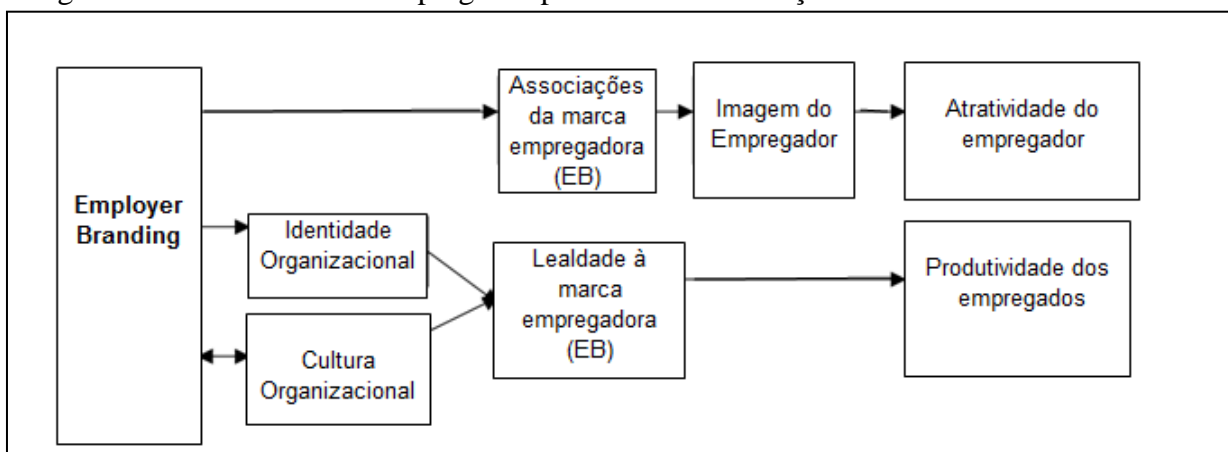 Associações
da marca
empregadora
(EB)
Imagem do
Empregador
Atratividade do
empregador
Employer
Branding
Identidade
Organizacional
Lealdade à
marca
empregadora
(EB)
Produtividade dos
empregados
Cultura
Organizacional